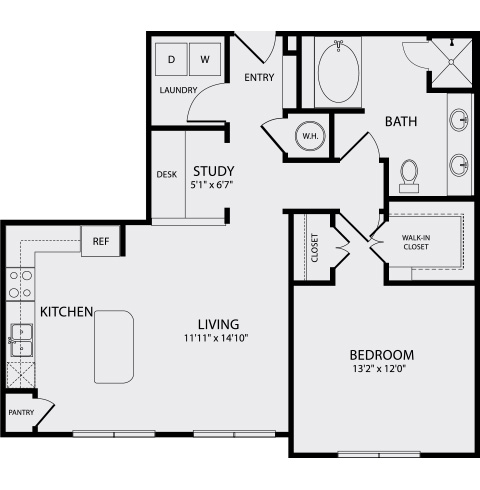 D
W
LAUNDRY
ENTRY
W.H.
BATH
DESK
STUDY
5'1" x 6'7"
REF
CLOSET
WALK-IN
CLOSET
KITCHEN
LIVING
11'11" x 14'10"
BEDROOM
13'2" x 12'0"
PANTRY